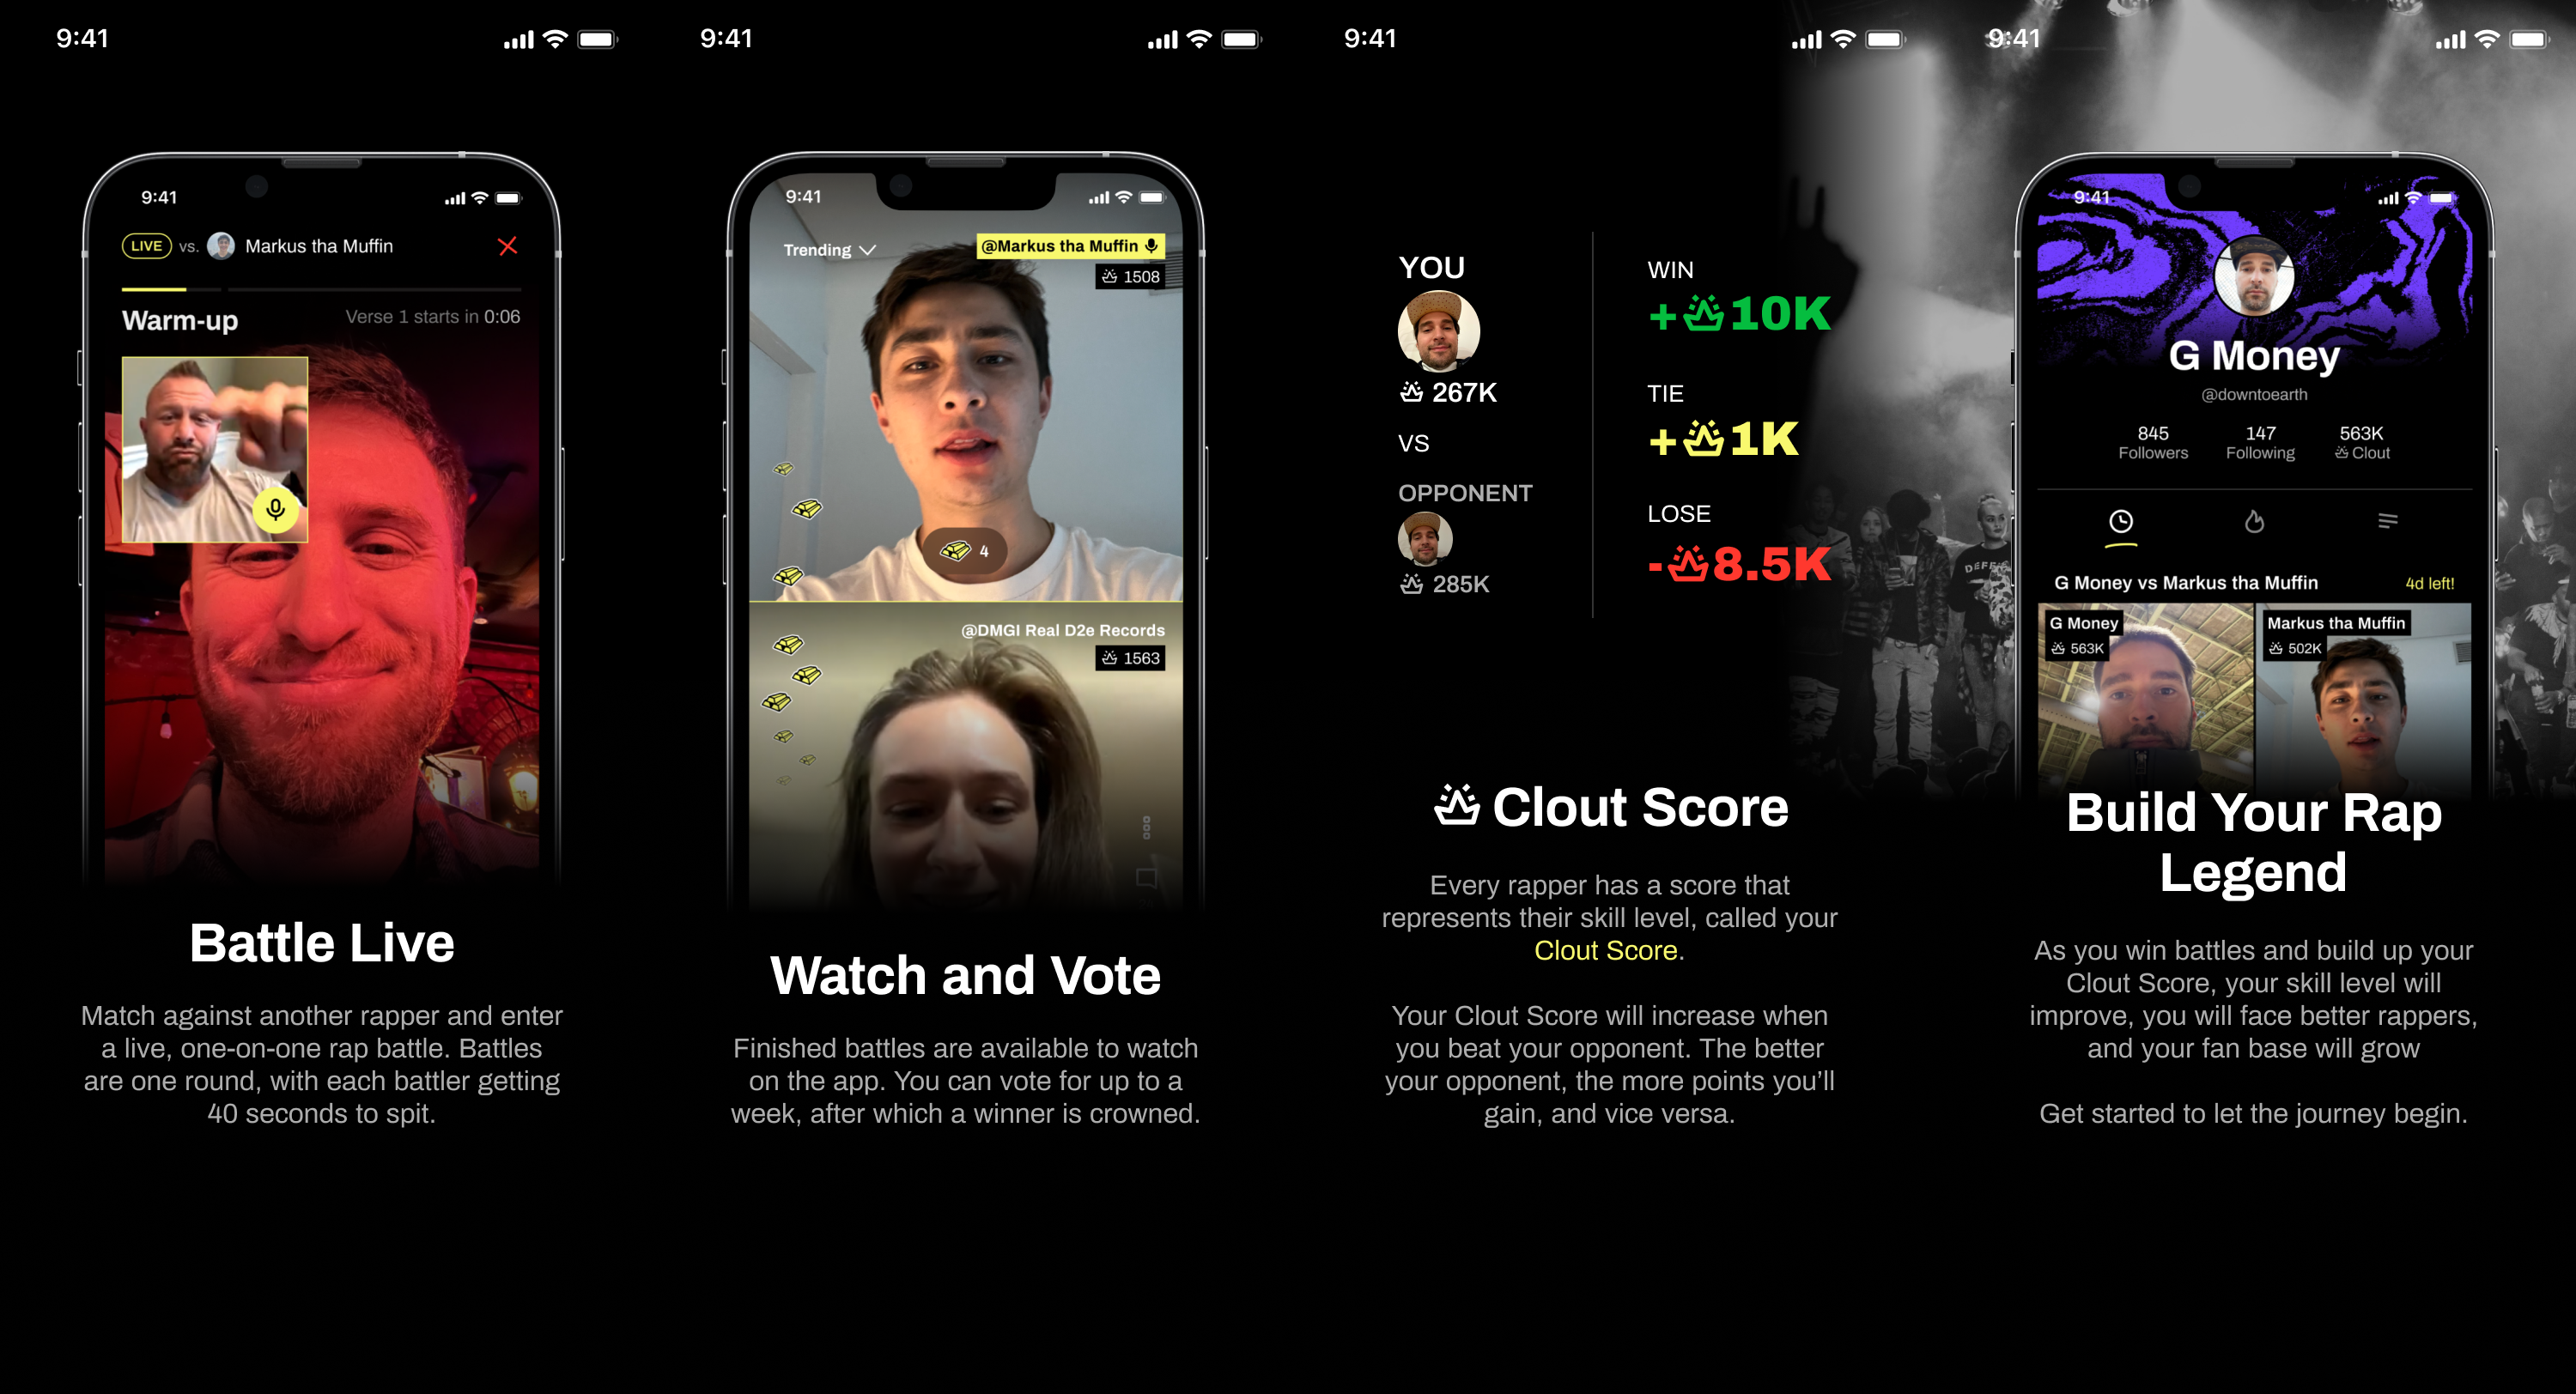 9:41
9:41
LIVE vs. Markus tha Muffin
Warm-up
Verse 1 starts in 0:06
Battle Live
Match against another rapper and enter
a live, one-on-one rap battle. Battles
are one round, with each battler getting
40 seconds to spit.
9:41
9:41
Trending
@Markus tha Muffin
1508
4
@DMGI Real D2e Records
1563
Watch and Vote
Finished battles are available to watch
on the app. You can vote for up to a
week, after which a winner is crowned.
9:41
YOU
267K
VS
OPPONENT
285K
WIN
+10K
TIE
+1K
LOSE
-8.5K
Clout Score
Every rapper has a score that
represents their skill level, called your
Clout Score.
Your Clout Score will increase when
you beat your opponent. The better
your opponent, the more points you’ll
gain, and vice versa.
9:41
9:41
G Money
@downtoearth
845
Followers
147
Following
563K
Clout
G Money vs Markus tha Muffin
4d left!
G Money
563K
Markus tha Muffin
502K
Build Your Rap
Legend
As you win battles and build up your
Clout Score, your skill level will
improve, you will face better rappers,
and your fan base will grow
Get started to let the journey begin.